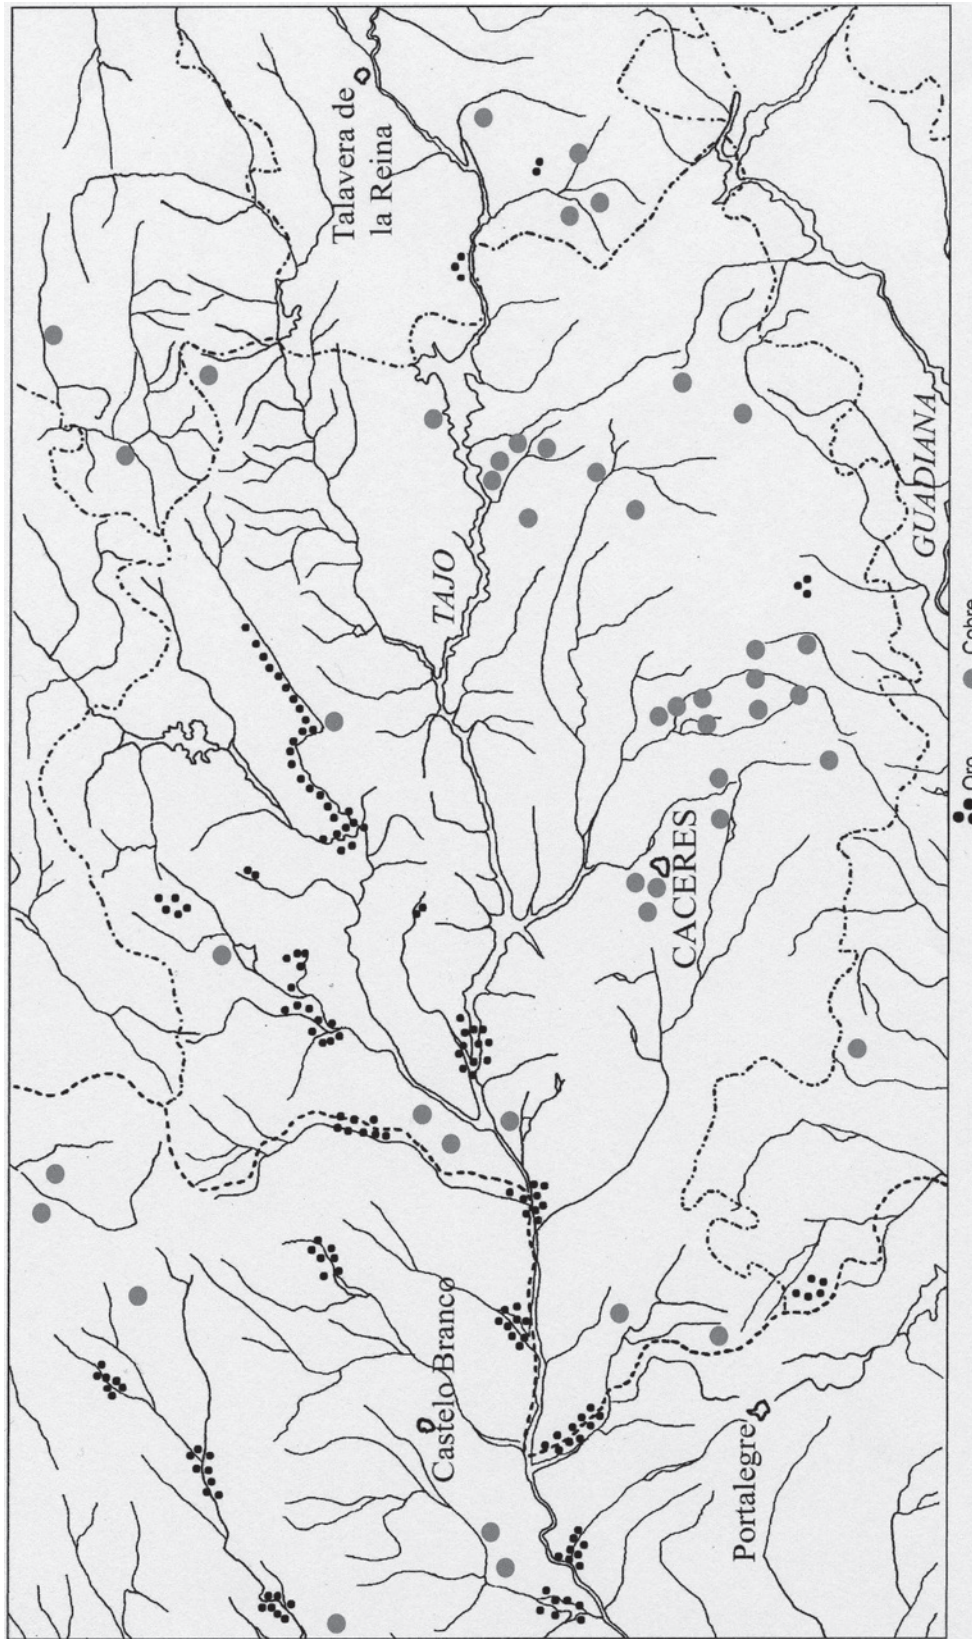 Talavera de
la Reina
TAJO
GUADIANA
CACERES
Castelo Branco
Portalegre
Oro
Cobre